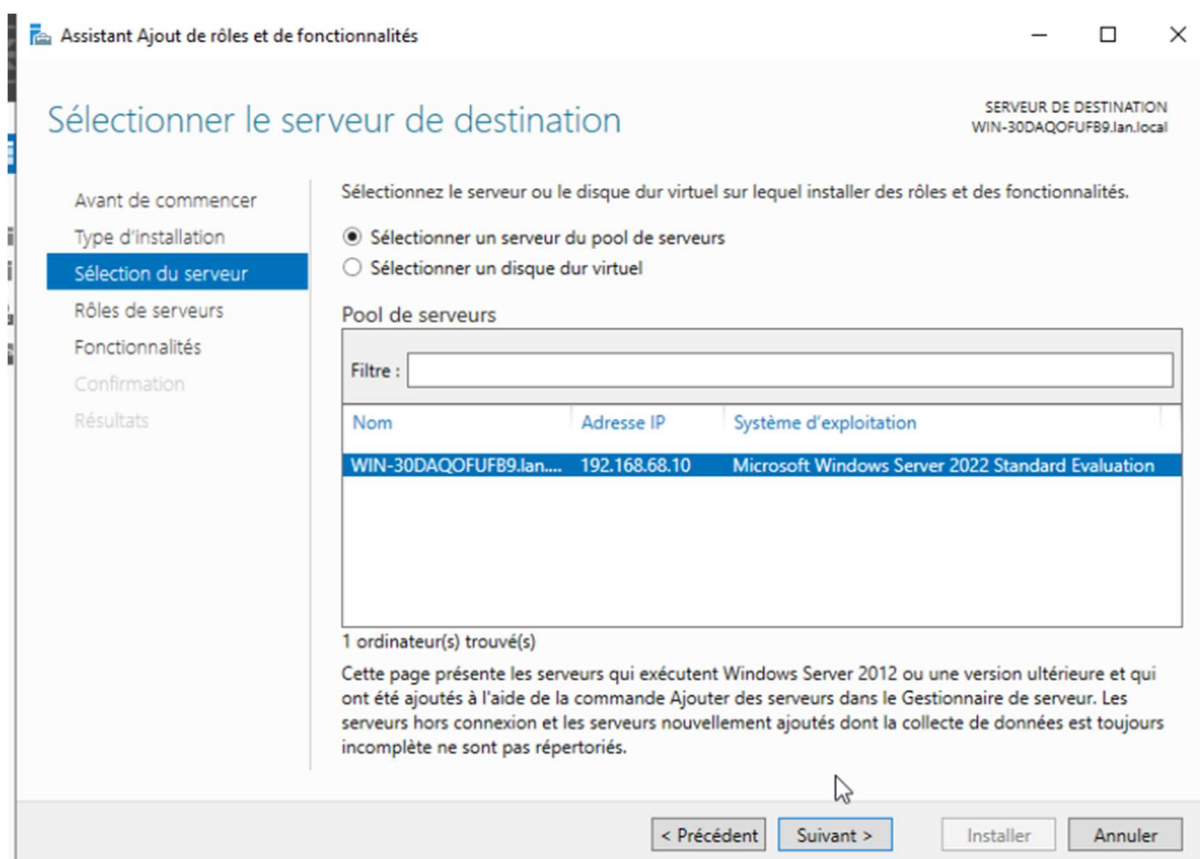 Assistant Ajout de rôles et de fonctionnalités
Sélectionner le serveur de destination
SERVEUR DE DESTINATION
WIN-30DAQOFUFB9.lan.local
Avant de commencer
Type d'installation
Sélection du serveur
Rôles de serveurs
Fonctionnalités
Confirmation
Résultats
Sélectionnez le serveur ou le disque dur virtuel sur lequel installer des rôles et des fonctionnalités.
Sélectionner un serveur du pool de serveurs
Sélectionner un disque dur virtuel
Pool de serveurs
Filtre :
Nom Adresse IP Système d'exploitation
WIN-30DAQOFUFB9.lan.... 192.168.68.10 Microsoft Windows Server 2022 Standard Evaluation
1 ordinateur(s) trouvé(s)
Cette page présente les serveurs qui exécutent Windows Server 2012 ou une version ultérieure et qui
ont été ajoutés à l'aide de la commande Ajouter des serveurs dans le Gestionnaire de serveur. Les
serveurs hors connexion et les serveurs nouvellement ajoutés dont la collecte de données est toujours
incomplète ne sont pas répertoriés.
< Précédent Suivant > Installer Annuler